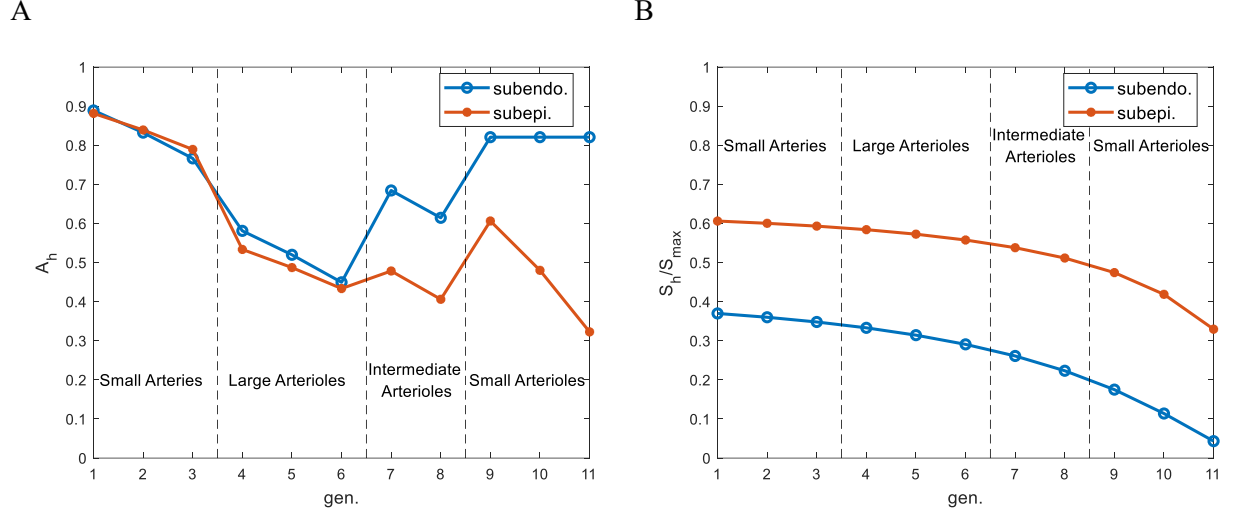 A
B
1
0.9
0.8
0.7
0.6
0.5
0.4
0.3
0.2
0.1
0
A_h
subendo.
subepi.
Small Arteries
Large Arterioles
Intermediate
Arterioles
Small Arterioles
1 2 3 4 5 6 7 8 9 10 11
gen.
1
0.9
0.8
0.7
0.6
0.5
0.4
0.3
0.2
0.1
0
S_h/S_max
subendo.
subepi.
Small Arteries
Large Arterioles
Intermediate
Arterioles
Small Arterioles
1 2 3 4 5 6 7 8 9 10 11
gen.